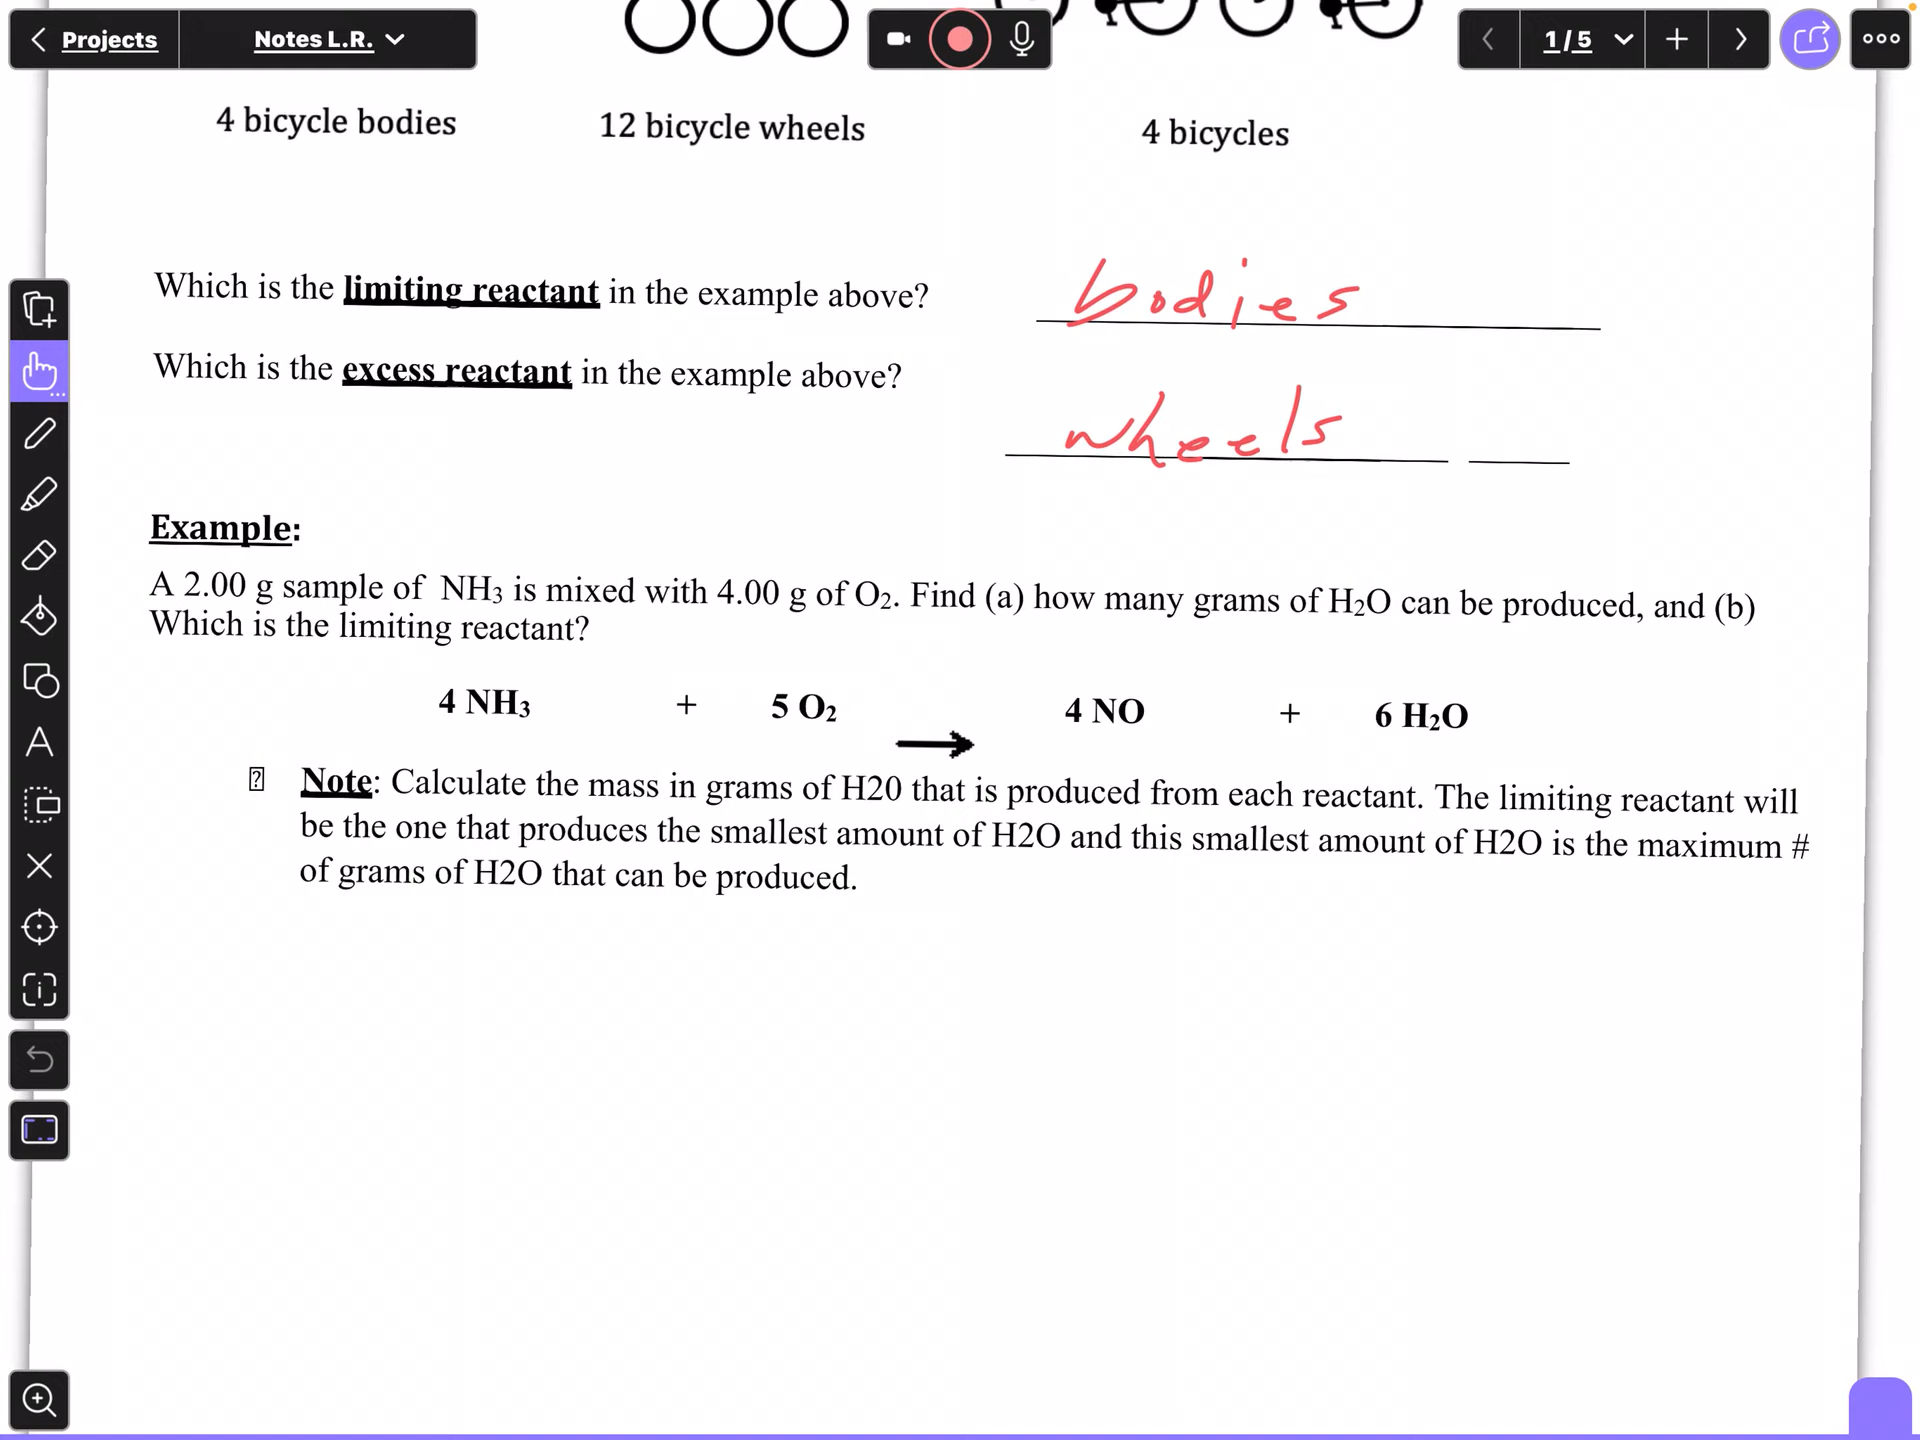 Projects
Notes L.R.
1/5
4 bicycle bodies
12 bicycle wheels
4 bicycles
Which is the limiting reactant in the example above?
bodies
Which is the excess reactant in the example above?
wheels
Example:
A 2.00 g sample of NH3 is mixed with 4.00 g of O2. Find (a) how many grams of H2O can be produced, and (b)
Which is the limiting reactant?
4 NH3 + 5 O2 → 4 NO + 6 H2O
Note: Calculate the mass in grams of H20 that is produced from each reactant. The limiting reactant will
be the one that produces the smallest amount of H2O and this smallest amount of H2O is the maximum #
of grams of H2O that can be produced.